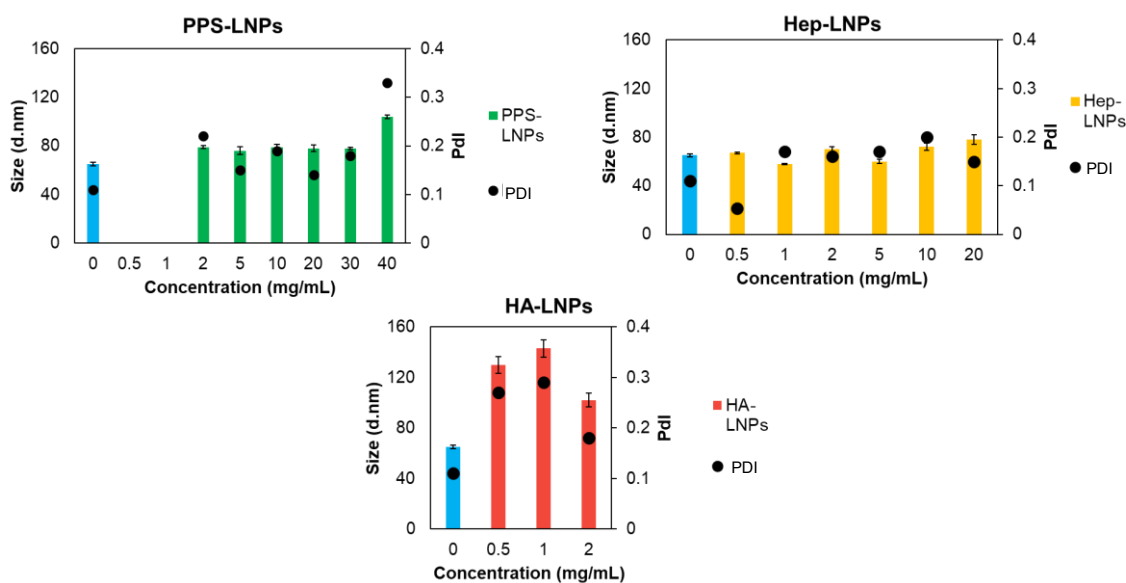 PPS-LNPs
160
120
80
40
0
Size (d.nm)
0.4
0.3
0.2
0.1
0
PdI
0 0.5 1 2 5 10 20 30 40
Concentration (mg/mL)
PPS-
LNPs
PDI
Hep-LNPs
160
120
80
40
0
Size (d.nm)
0.4
0.3
0.2
0.1
0
PdI
0 0.5 1 2 5 10 20
Concentration (mg/mL)
Hep-
LNPs
PDI
HA-LNPs
160
120
80
40
0
Size (d.nm)
0.4
0.3
0.2
0.1
0
PdI
0 0.5 1 2
Concentration (mg/mL)
HA-
LNPs
PDI